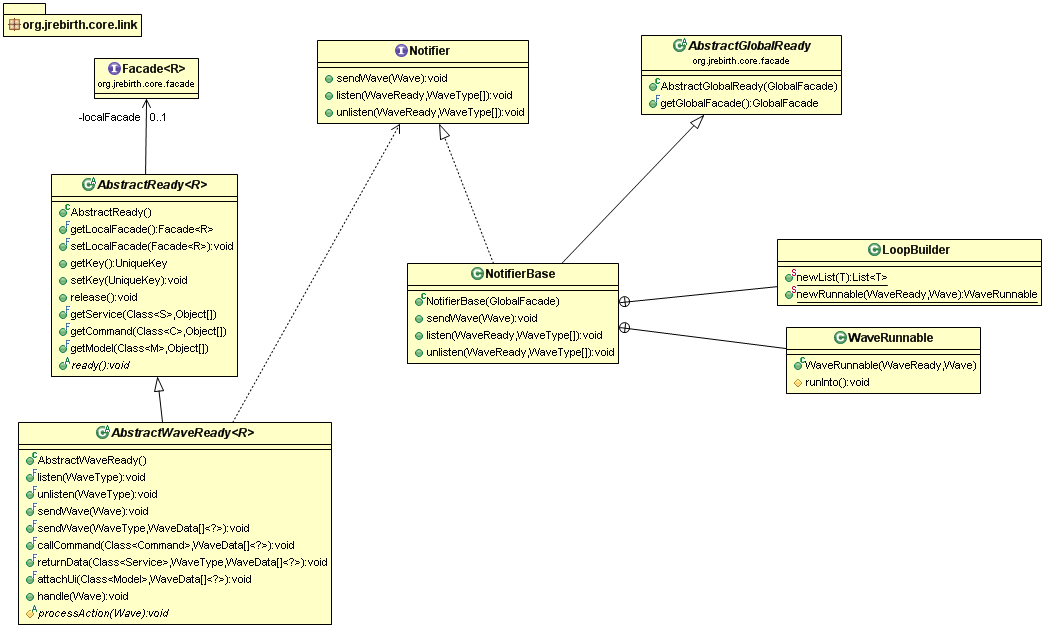 org.jrebirth.core.link
Facade<R>
org.jrebirth.core.facade
-localFacade 0..1
Notifier
sendWave(Wave):void
listen(WaveReady,WaveType[]):void
unlisten(WaveReady,WaveType[]):void
AbstractGlobalReady
org.jrebirth.core.facade
AbstractGlobalReady(GlobalFacade)
getGlobalFacade():GlobalFacade
AbstractReady<R>
AbstractReady()
getLocalFacade():Facade<R>
setLocalFacade(Facade<R>):void
getKey():UniqueKey
setKey(UniqueKey):void
release():void
getService(Class<S>,Object[])
getCommand(Class<C>,Object[])
getModel(Class<M>,Object[])
ready():void
NotifierBase
NotifierBase(GlobalFacade)
sendWave(Wave):void
listen(WaveReady,WaveType[]):void
unlisten(WaveReady,WaveType[]):void
LoopBuilder
newList(T):List<T>
newRunnable(WaveReady,Wave):WaveRunnable
WaveRunnable
WaveRunnable(WaveReady,Wave)
runInto():void
AbstractWaveReady<R>
AbstractWaveReady()
listen(WaveType):void
unlisten(WaveType):void
sendWave(Wave):void
sendWave(WaveType,WaveData[]<?>):void
callCommand(Class<Command>,WaveData[]<?>):void
returnData(Class<Service>,WaveType,WaveData[]<?>):void
attachUi(Class<Model>,WaveData[]<?>):void
handle(Wave):void
processAction(Wave):void